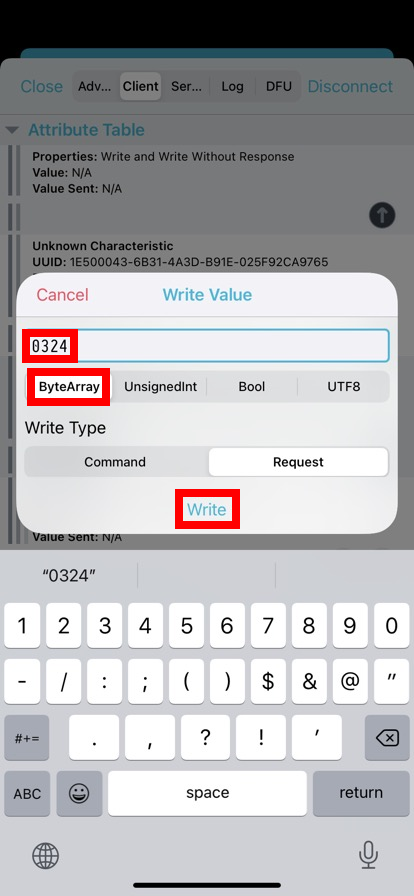 Close Adv... Client Ser... Log DFU Disconnect
Attribute Table
Properties: Write and Write Without Response
Value: N/A
Value Sent: N/A
Unknown Characteristic
UUID: 1E500043-6B31-4A3D-B91E-025F92CA9765
Cancel Write Value
0324
ByteArray UnsignedInt Bool UTF8
Write Type
Command Request
Write
Value Sent: N/A
“0324”
1 2 3 4 5 6 7 8 9 0
- / : ; ( ) $ & @ ”
#+= . , ? ! ’
ABC space return